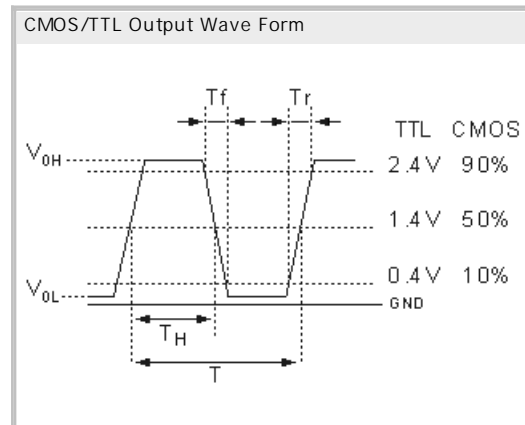 CMOS/TTL Output Wave Form
Tf Tr
TTL CMOS
V0H 2.4V 90%
1.4V 50%
0.4V 10%
V0L GND
TH
T